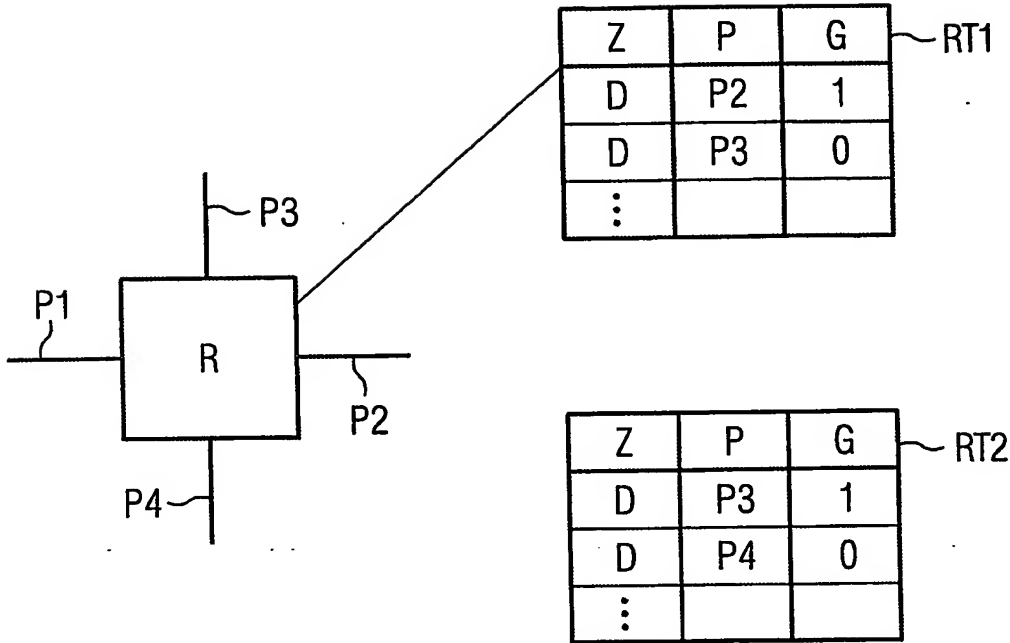 Z P G RT1
D P2 1
D P3 0
⋮
P3
P1
R
P2
P4
Z P G RT2
D P3 1
D P4 0
⋮